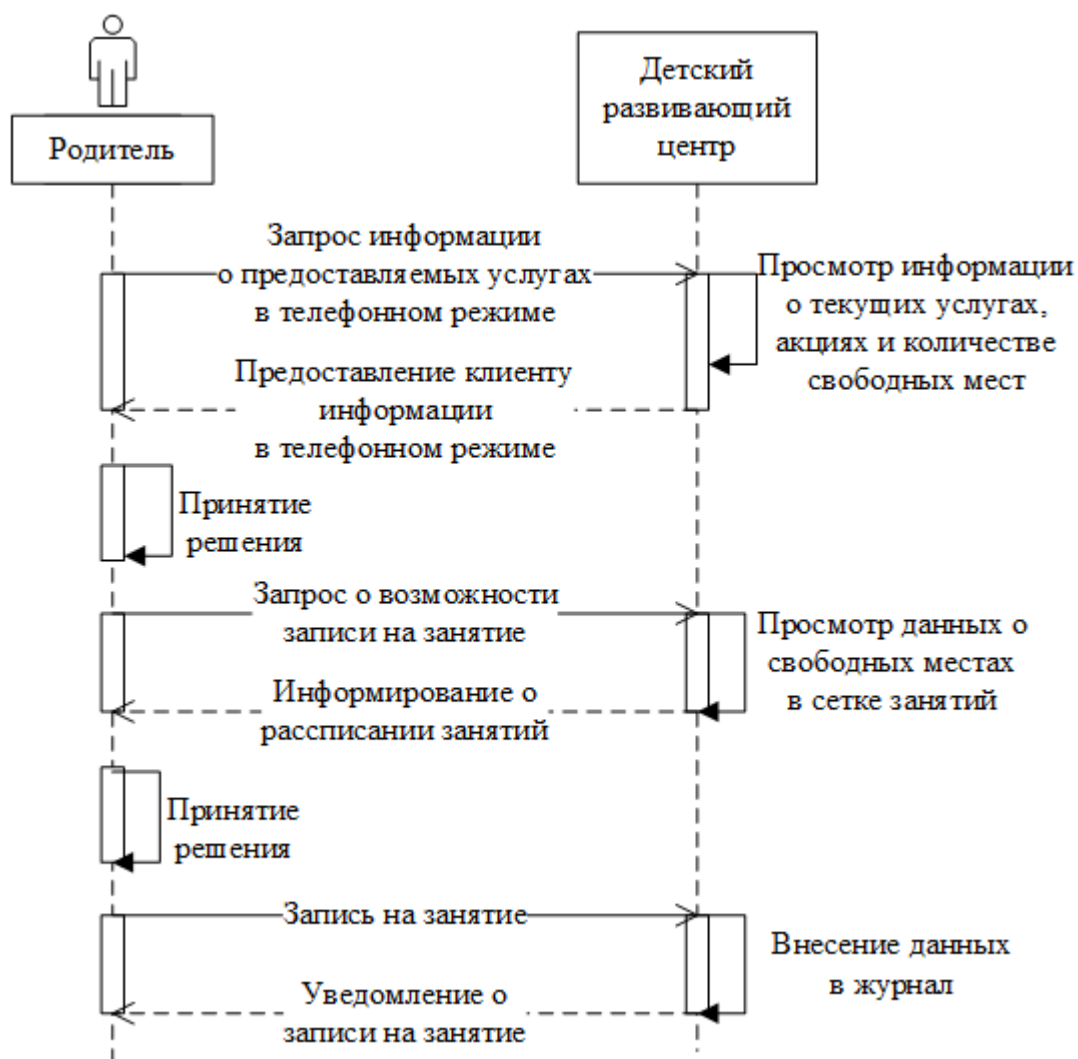 Родитель
Детский
развивающий
центр
Запрос информации
о предоставляемых услугах
в телефонном режиме
Просмотр информации
о текущих услугах,
акциях и количестве
свободных мест
Предоставление клиенту
информации
в телефонном режиме
Принятие
решения
Запрос о возможности
записи на занятие
Просмотр данных о
свободных местах
в сетке занятий
Информирование о
рассписании занятий
Принятие
решения
Запись на занятие
Внесение данных
в журнал
Уведомление о
записи на занятие